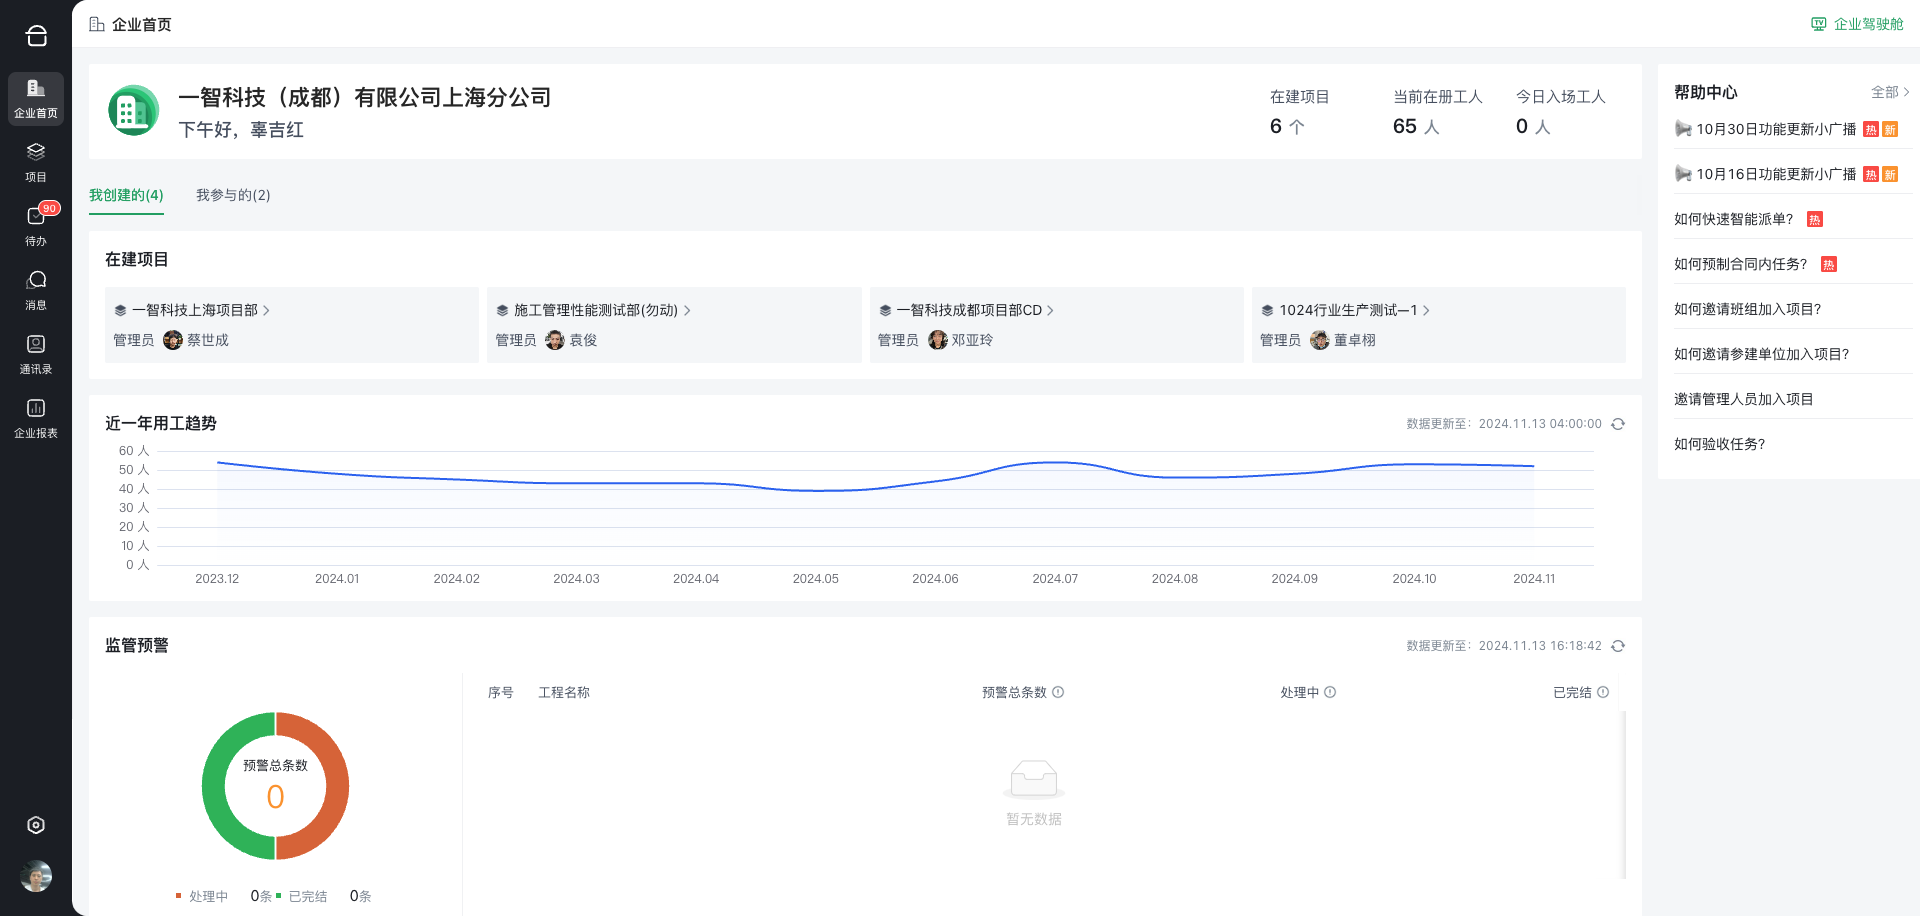 企业首页
企业驾驶舱
企业首页
项目
90
待办
消息
通讯录
企业报表
一智科技（成都）有限公司上海分公司
下午好，辜吉红
在建项目
6 个
当前在册工人
65 人
今日入场工人
0 人
我创建的(4)
我参与的(2)
在建项目
一智科技上海项目部
管理员 蔡世成
施工管理性能测试部(勿动)
管理员 袁俊
一智科技成都项目部CD
管理员 邓亚玲
1024行业生产测试—1
管理员 董卓栩
近一年用工趋势
数据更新至：2024.11.13 04:00:00
60 人
50 人
40 人
30 人
20 人
10 人
0 人
2023.12 2024.01 2024.02 2024.03 2024.04 2024.05 2024.06 2024.07 2024.08 2024.09 2024.10 2024.11
监管预警
数据更新至：2024.11.13 16:18:42
预警总条数
0
处理中 0条 已完结 0条
序号 工程名称 预警总条数 处理中 已完结
暂无数据
帮助中心
全部
10月30日功能更新小广播 热 新
10月16日功能更新小广播 热 新
如何快速智能派单？ 热
如何预制合同内任务？ 热
如何邀请班组加入项目？
如何邀请参建单位加入项目？
邀请管理人员加入项目
如何验收任务？